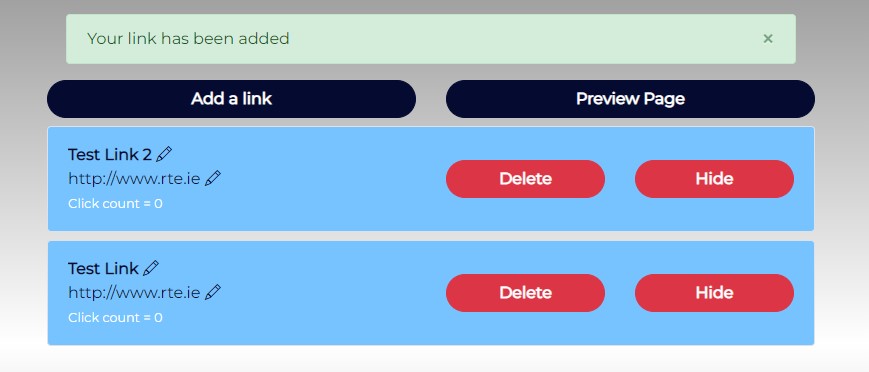 Your link has been added ×
Add a link
Preview Page
Test Link 2
http://www.rte.ie
Click count = 0
Delete
Hide
Test Link
http://www.rte.ie
Click count = 0
Delete
Hide